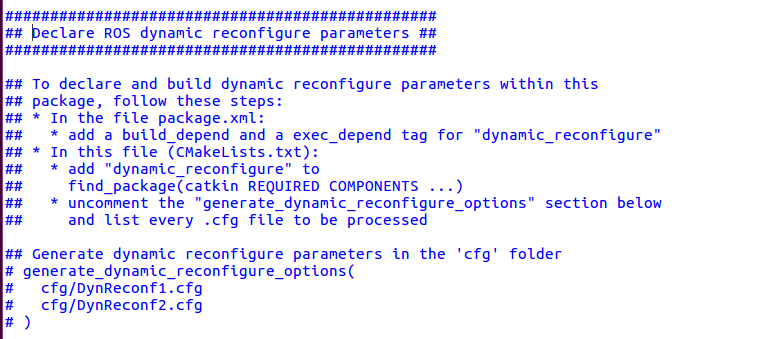 ################################################
## Declare ROS dynamic reconfigure parameters ##
################################################
## To declare and build dynamic reconfigure parameters within this
## package, follow these steps:
## * In the file package.xml:
##   * add a build_depend and a exec_depend tag for "dynamic_reconfigure"
## * In this file (CMakeLists.txt):
##   * add "dynamic_reconfigure" to
##     find_package(catkin REQUIRED COMPONENTS ...)
##   * uncomment the "generate_dynamic_reconfigure_options" section below
##     and list every .cfg file to be processed
## Generate dynamic reconfigure parameters in the 'cfg' folder
# generate_dynamic_reconfigure_options(
#   cfg/DynReconf1.cfg
#   cfg/DynReconf2.cfg
# )